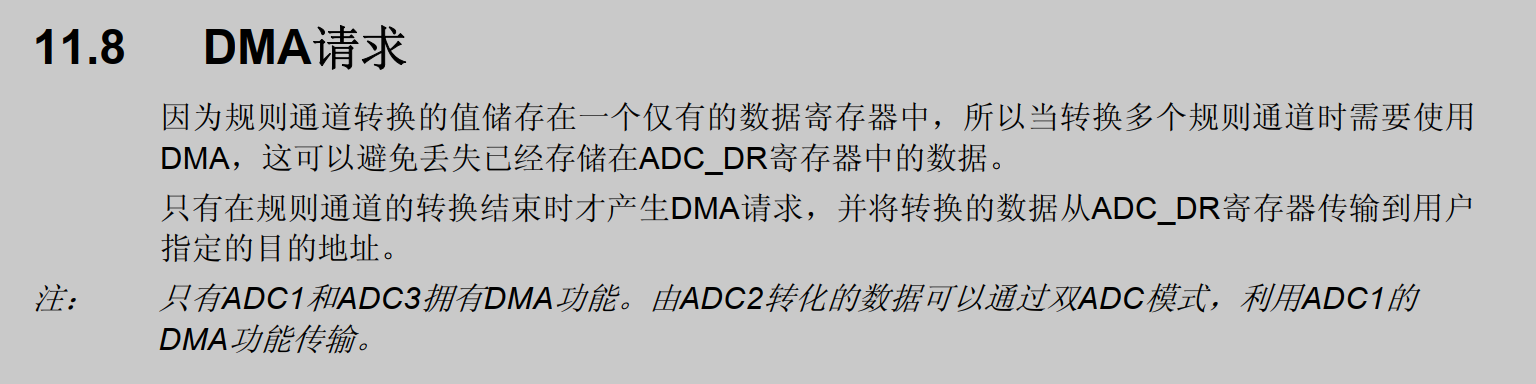 11.8 DMA请求
因为规则通道转换的值储存在一个仅有的数据寄存器中，所以当转换多个规则通道时需要使用
DMA，这可以避免丢失已经存储在ADC_DR寄存器中的数据。
只有在规则通道的转换结束时才产生DMA请求，并将转换的数据从ADC_DR寄存器传输到用户
指定的目的地址。
注： 只有ADC1和ADC3拥有DMA功能。由ADC2转化的数据可以通过双ADC模式，利用ADC1的
DMA功能传输。